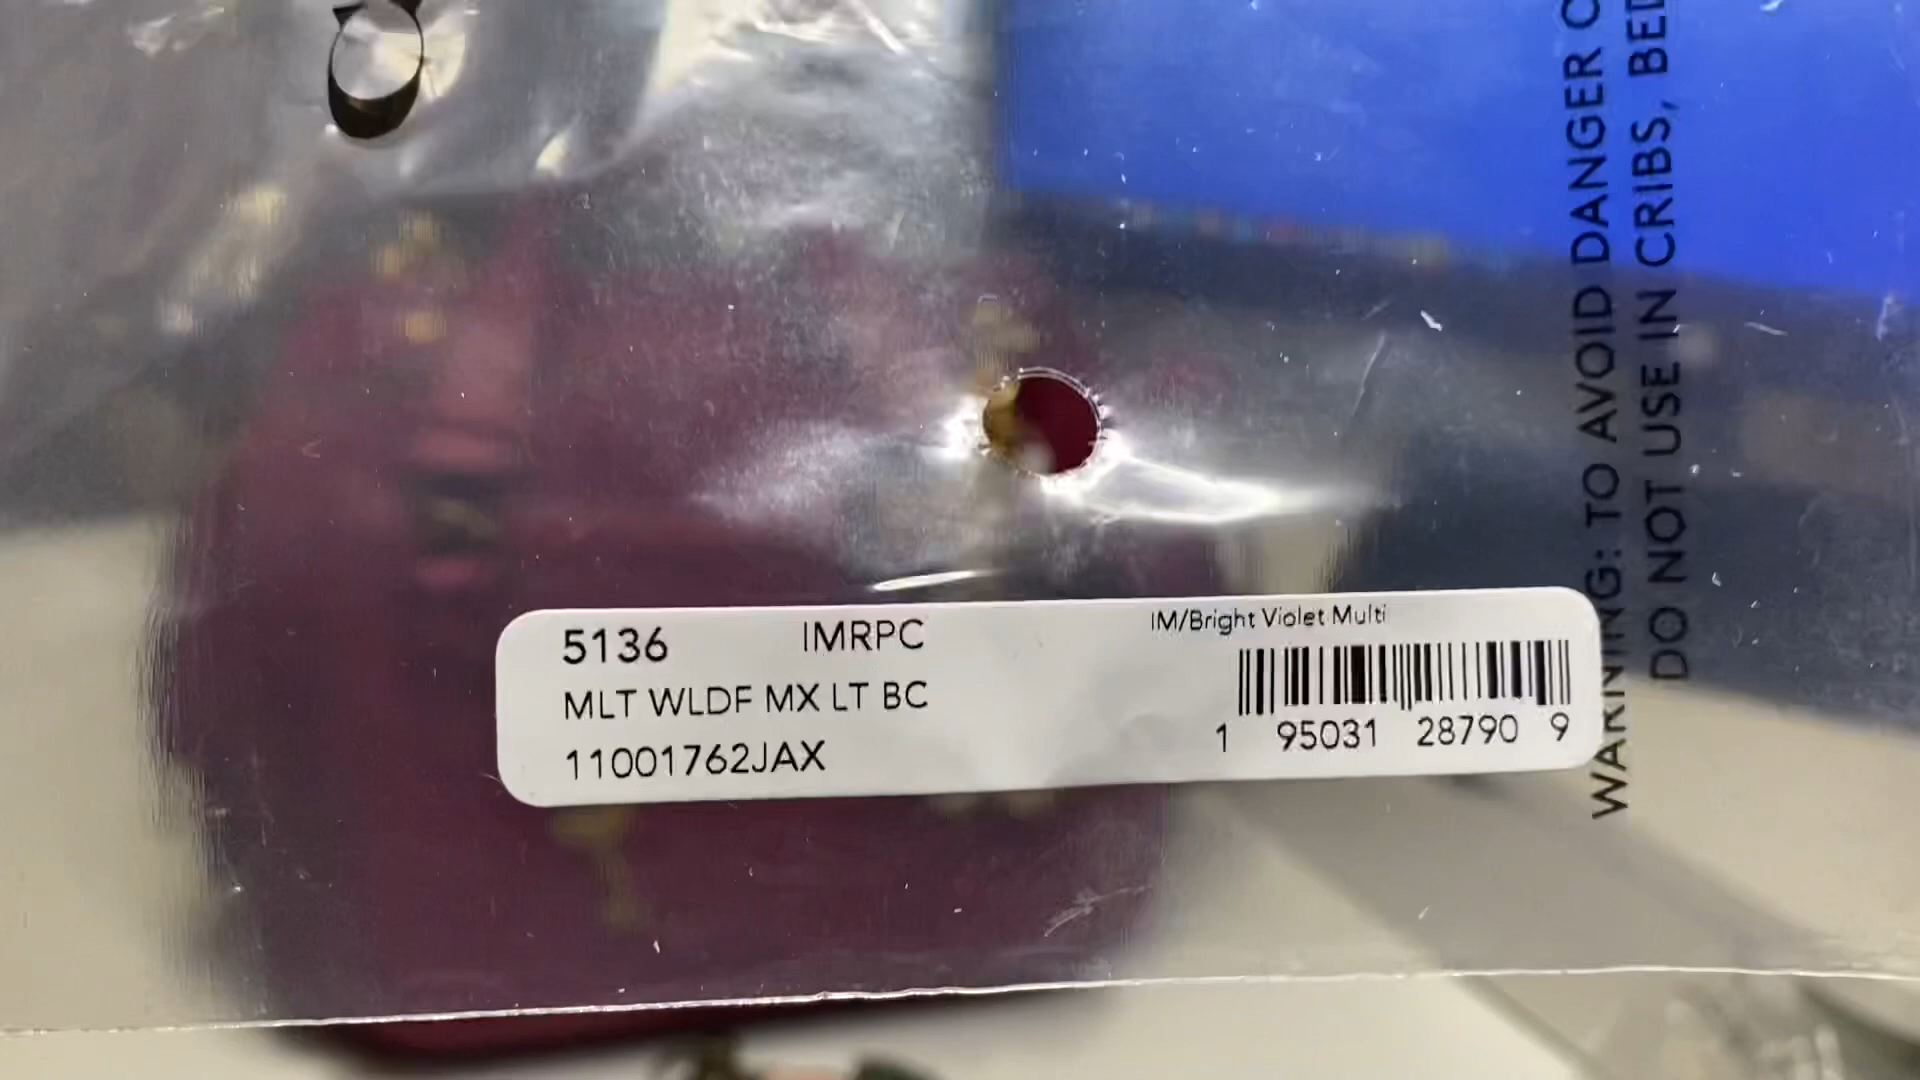 5136 IMRPC IM/Bright Violet Multi
MLT WLDF MX LT BC
11001762JAX
1 95031 28790 9
WARNING: TO AVOID DANGER
DO NOT USE IN CRIBS,